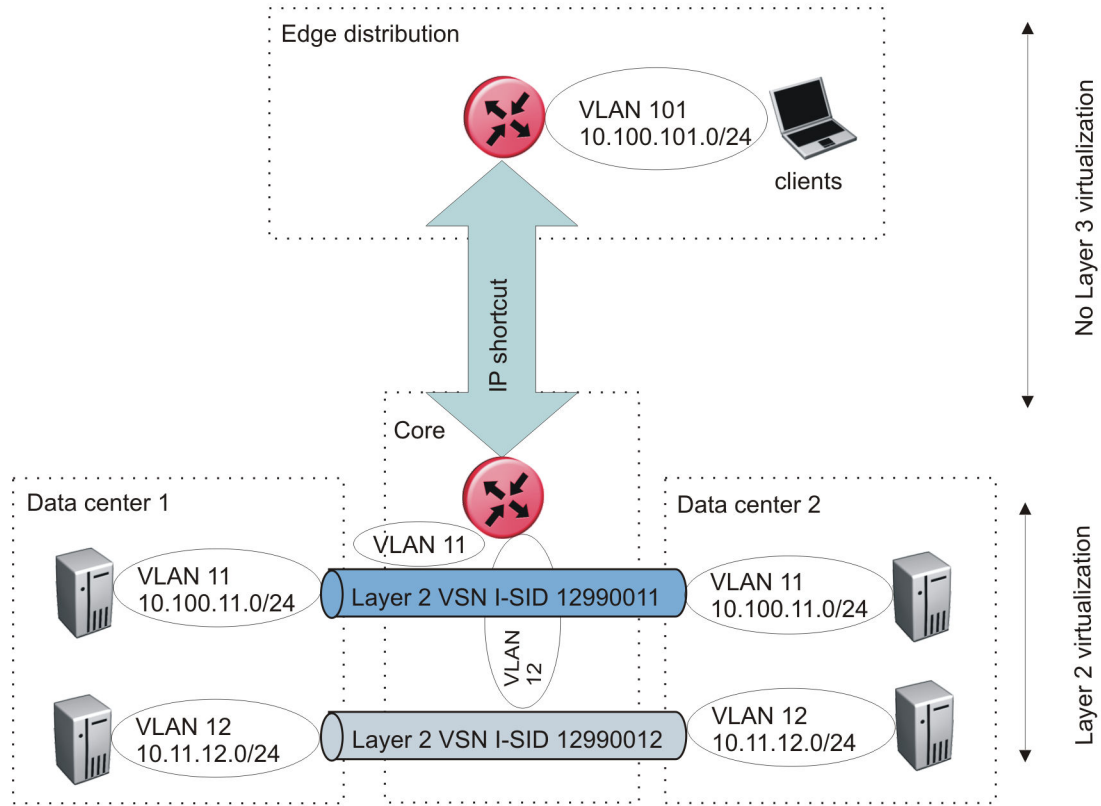 Edge distribution
VLAN 101
10.100.101.0/24
clients
No Layer 3 virtualization
IP shortcut
Core
Data center 1
Data center 2
VLAN 11
VLAN 11
10.100.11.0/24
Layer 2 VSN I-SID 12990011
VLAN 11
10.100.11.0/24
VLAN
12
VLAN 12
10.11.12.0/24
Layer 2 VSN I-SID 12990012
VLAN 12
10.11.12.0/24
Layer 2 virtualization